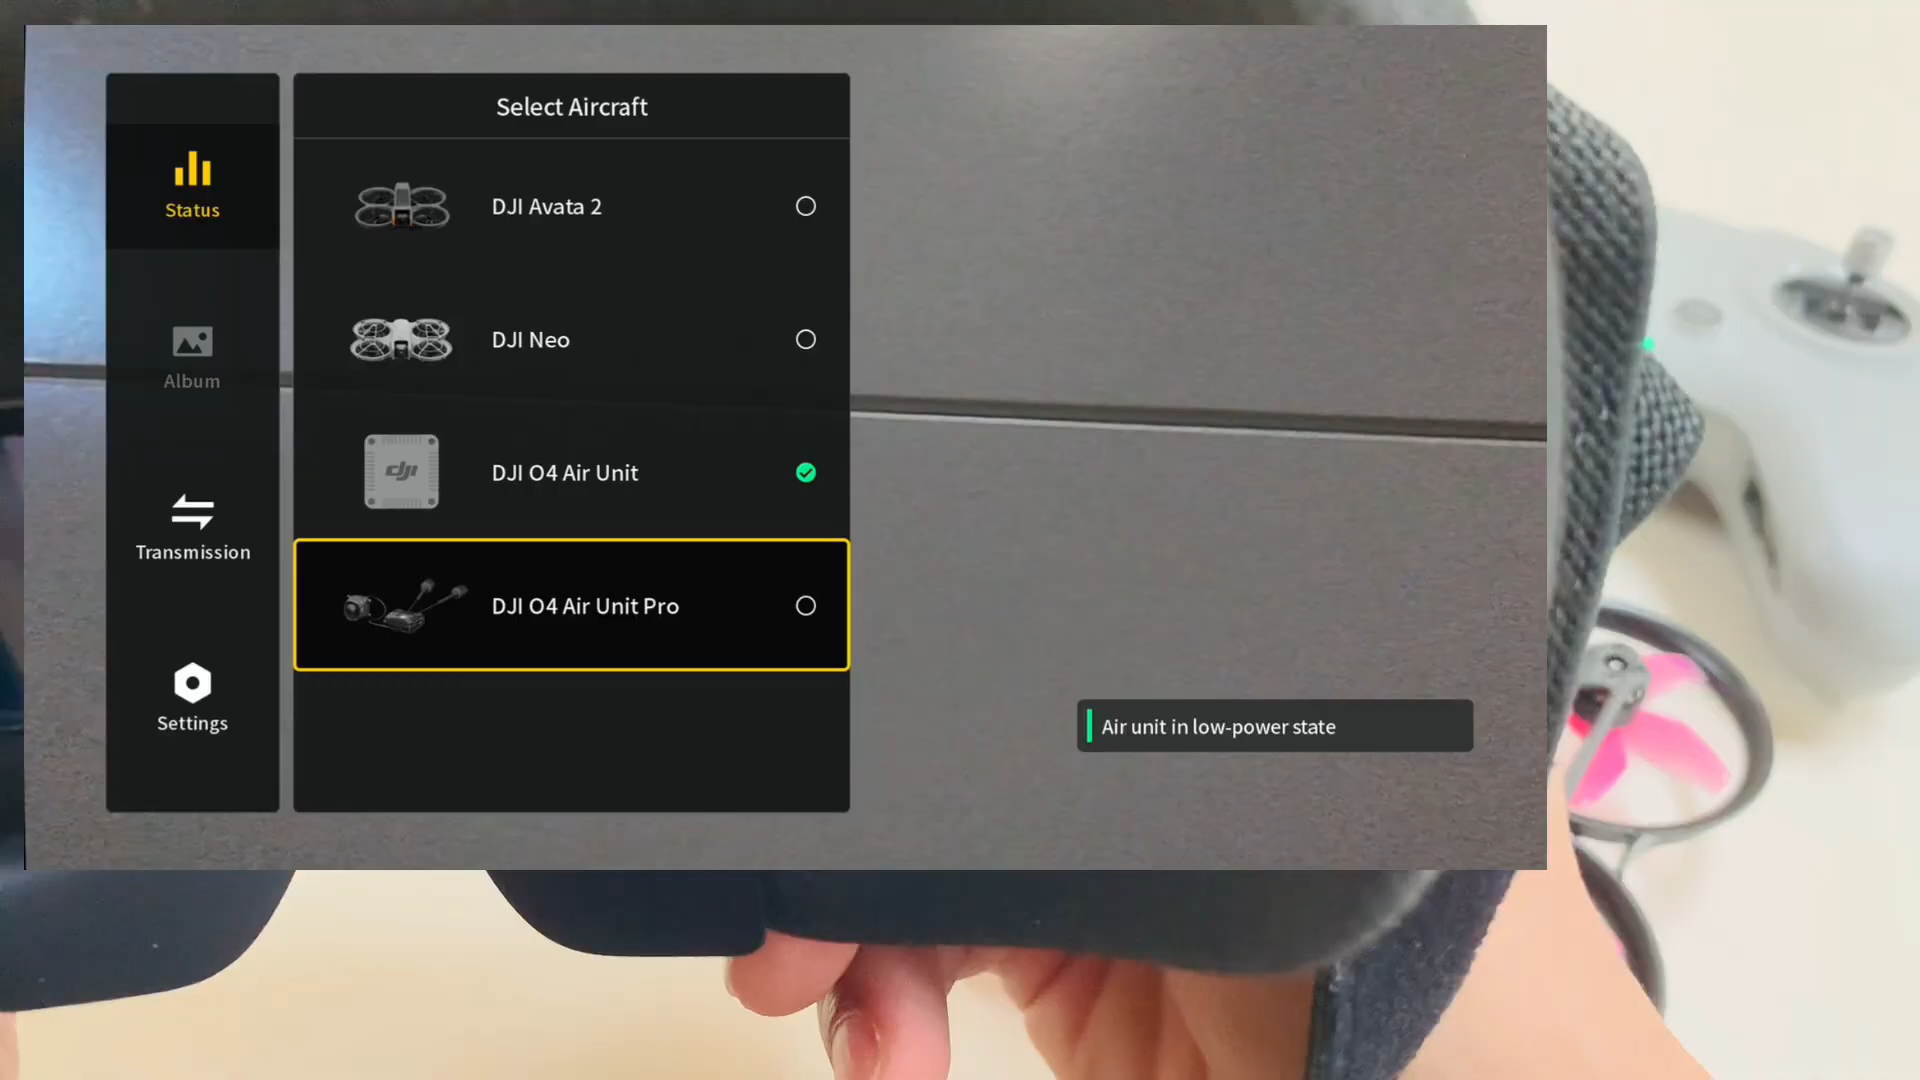 Select Aircraft
Status
DJI Avata 2
Album
DJI Neo
dji
DJI O4 Air Unit
Transmission
DJI O4 Air Unit Pro
Settings
Air unit in low-power state